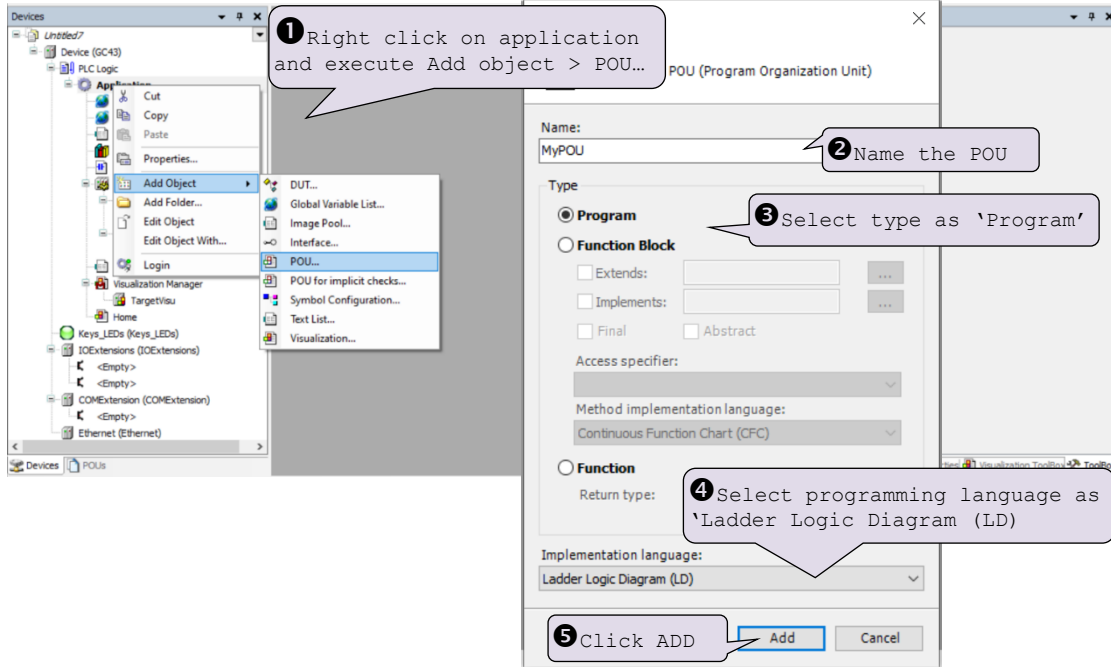 Devices
Untitled7
Device (GC43)
PLC Logic
Application
Cut
Copy
Paste
Properties...
Add Object
Add Folder...
Edit Object
Edit Object With...
Login
DUT...
Global Variable List...
Image Pool...
Interface...
POU...
POU for implicit checks...
Symbol Configuration...
Text List...
Visualization...
Visualization Manager
TargetVisu
Home
Keys_LEDs (Keys_LEDs)
IOExtensions (IOExtensions)
<Empty>
<Empty>
COMExtension (COMExtension)
<Empty>
Ethernet (Ethernet)
Devices
POUs
❶Right click on application
and execute Add object > POU…
POU (Program Organization Unit)
Name:
MyPOU
❷Name the POU
Type
Program
❸Select type as ‘Program’
Function Block
Extends:
...
Implements:
...
Final
Abstract
Access specifier:
Method implementation language:
Continuous Function Chart (CFC)
Function
Return type:
❹Select programming language as
‘Ladder Logic Diagram (LD)
Implementation language:
Ladder Logic Diagram (LD)
❺Click ADD
Add
Cancel
Visualization ToolBox